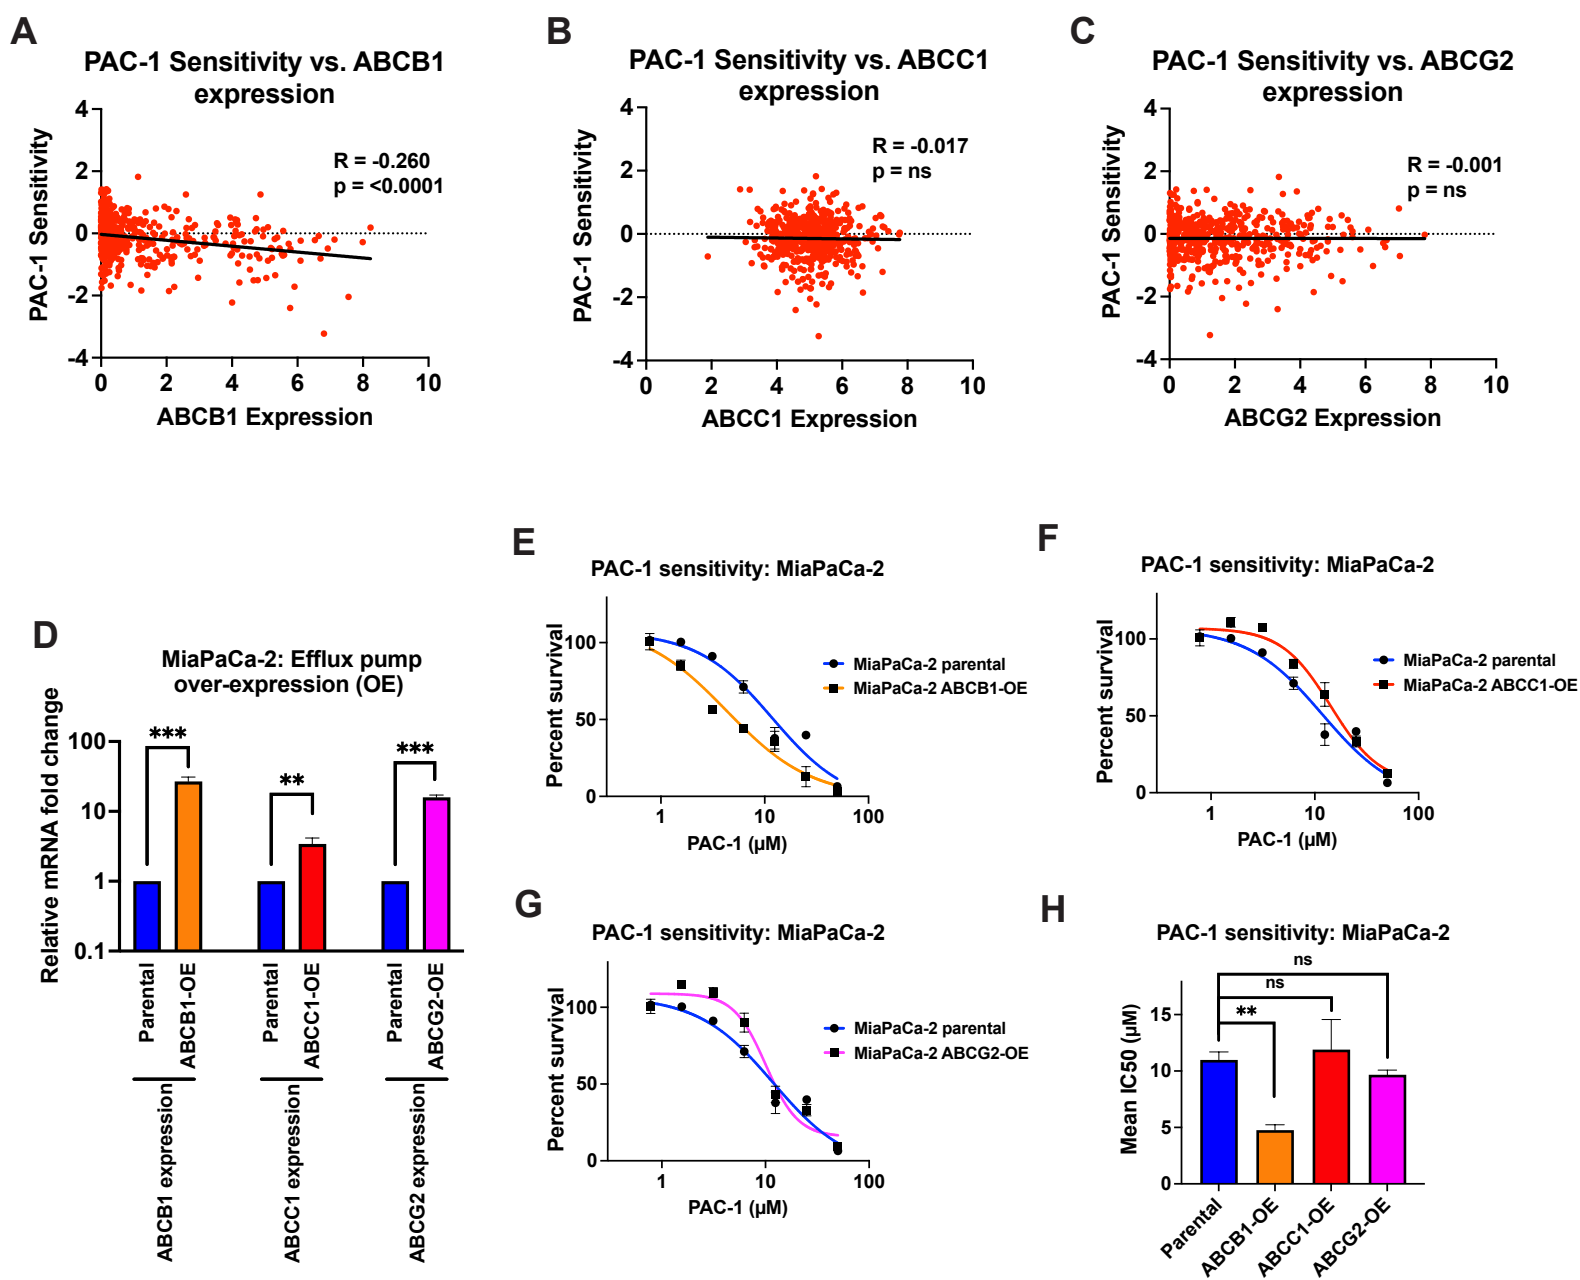 A
PAC-1 Sensitivity vs. ABCB1
expression
PAC-1 Sensitivity
4
2
0
-2
-4
R = -0.260
p = <0.0001
0 2 4 6 8 10
ABCB1 Expression
B
PAC-1 Sensitivity vs. ABCC1
expression
PAC-1 Sensitivity
4
2
0
-2
-4
R = -0.017
p = ns
0 2 4 6 8 10
ABCC1 Expression
C
PAC-1 Sensitivity vs. ABCG2
expression
PAC-1 Sensitivity
4
2
0
-2
-4
R = -0.001
p = ns
0 2 4 6 8 10
ABCG2 Expression
D
MiaPaCa-2: Efflux pump
over-expression (OE)
Relative mRNA fold change
100
10
1
0.1
***
**
***
Parental
ABCB1-OE
Parental
ABCC1-OE
Parental
ABCG2-OE
ABCB1 expression
ABCC1 expression
ABCG2 expression
E
PAC-1 sensitivity: MiaPaCa-2
Percent survival
100
50
0
MiaPaCa-2 parental
MiaPaCa-2 ABCB1-OE
1 10 100
PAC-1 (μM)
F
PAC-1 sensitivity: MiaPaCa-2
Percent survival
100
50
0
MiaPaCa-2 parental
MiaPaCa-2 ABCC1-OE
1 10 100
PAC-1 (μM)
G
PAC-1 sensitivity: MiaPaCa-2
Percent survival
100
50
0
MiaPaCa-2 parental
MiaPaCa-2 ABCG2-OE
1 10 100
PAC-1 (μM)
H
PAC-1 sensitivity: MiaPaCa-2
Mean IC50 (μM)
15
10
5
0
ns
ns
**
Parental
ABCB1-OE
ABCC1-OE
ABCG2-OE